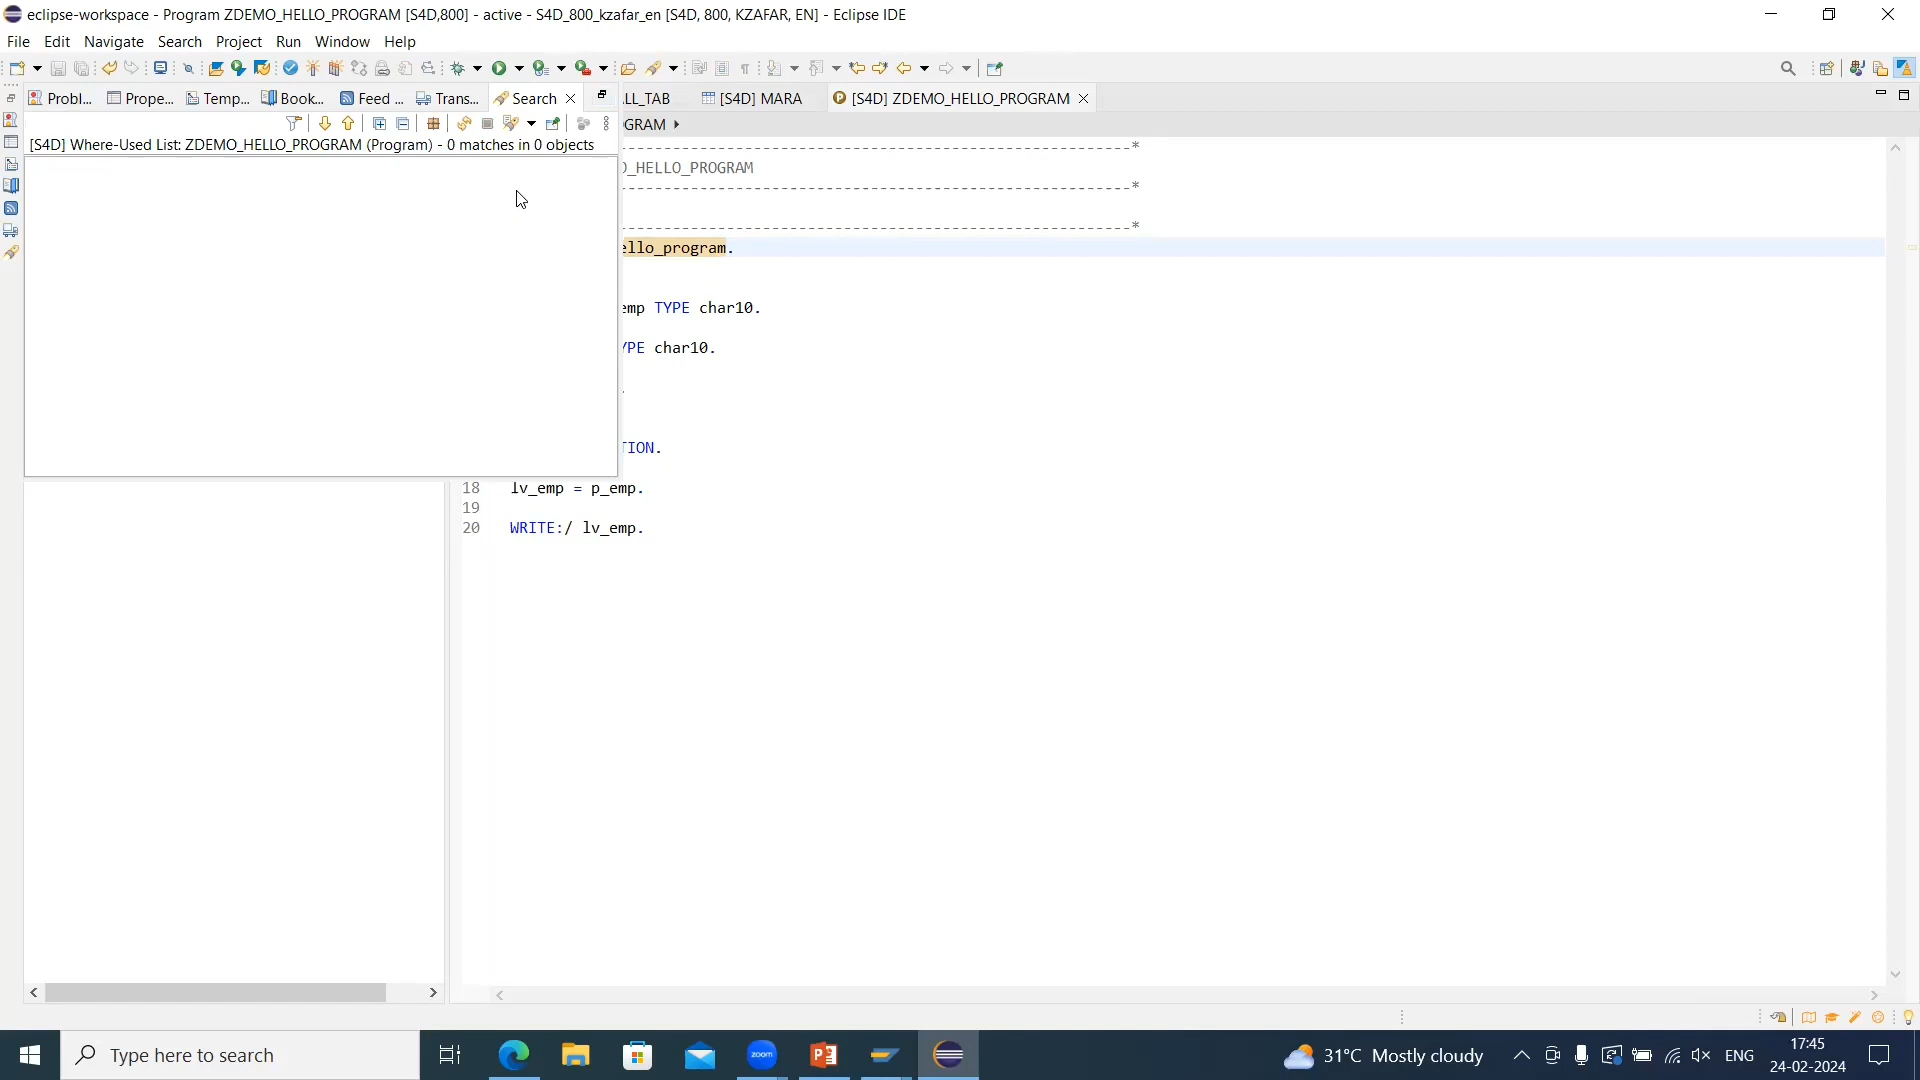 eclipse-workspace - Program ZDEMO_HELLO_PROGRAM [S4D,800] - active - S4D_800_kzafar_en [S4D, 800, KZAFAR, EN] - Eclipse IDE
File Edit Navigate Search Project Run Window Help
Probl... Prope... Temp... Book... Feed ... Trans... Search LL_TAB [S4D] MARA [S4D] ZDEMO_HELLO_PROGRAM
GRAM
[S4D] Where-Used List: ZDEMO_HELLO_PROGRAM (Program) - 0 matches in 0 objects
-------------------------------------------------------*
_HELLO_PROGRAM
-------------------------------------------------------*
-------------------------------------------------------*
ello_program.
emp TYPE char10.
YPE char10.
.
TION.
18 lv_emp = p_emp.
19
20 WRITE:/ lv_emp.
Type here to search
zoom
31°C Mostly cloudy
ENG
17:45
24-02-2024